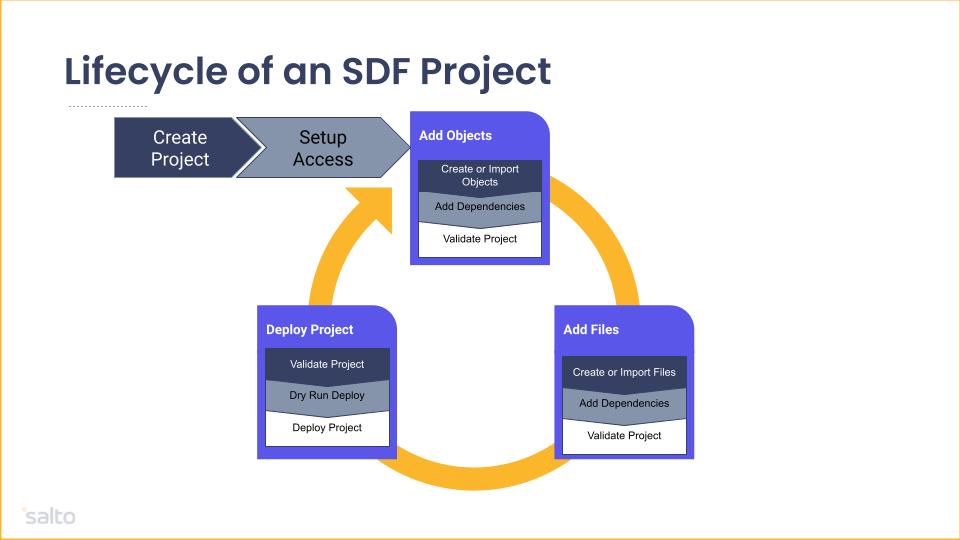 Lifecycle of an SDF Project
Create
Project
Setup
Access
Add Objects
Create or Import
Objects
Add Dependencies
Validate Project
Deploy Project
Validate Project
Dry Run Deploy
Deploy Project
Add Files
Create or Import Files
Add Dependencies
Validate Project
salto